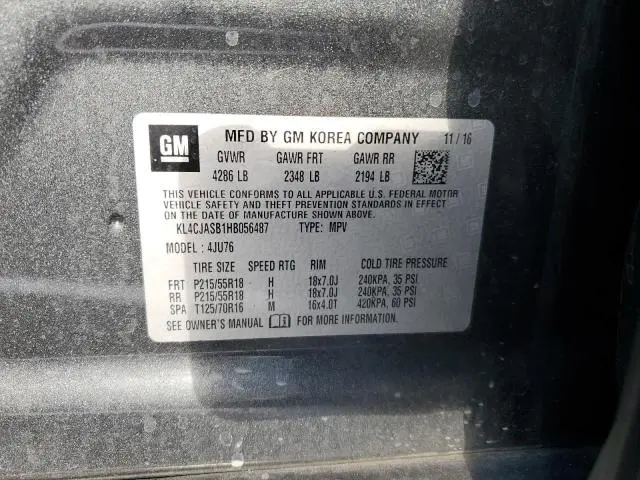 GM MFD BY GM KOREA COMPANY 11/16
GVWR GAWR FRT GAWR RR
4286 LB 2348 LB 2194 LB
THIS VEHICLE CONFORMS TO ALL APPLICABLE U.S. FEDERAL MOTOR
VEHICLE SAFETY AND THEFT PREVENTION STANDARDS IN EFFECT
ON THE DATE OF MANUFACTURE SHOWN ABOVE.
KL4CJASB1HB056487 TYPE: MPV
MODEL: 4JU76
TIRE SIZE SPEED RTG RIM COLD TIRE PRESSURE
FRT P215/55R18 H 18x7.0J 240KPA, 35 PSI
RR P215/55R18 H 18x7.0J 240KPA, 35 PSI
SPA T125/70R16 M 16x4.0T 420KPA, 60 PSI
SEE OWNER'S MANUAL FOR MORE INFORMATION.